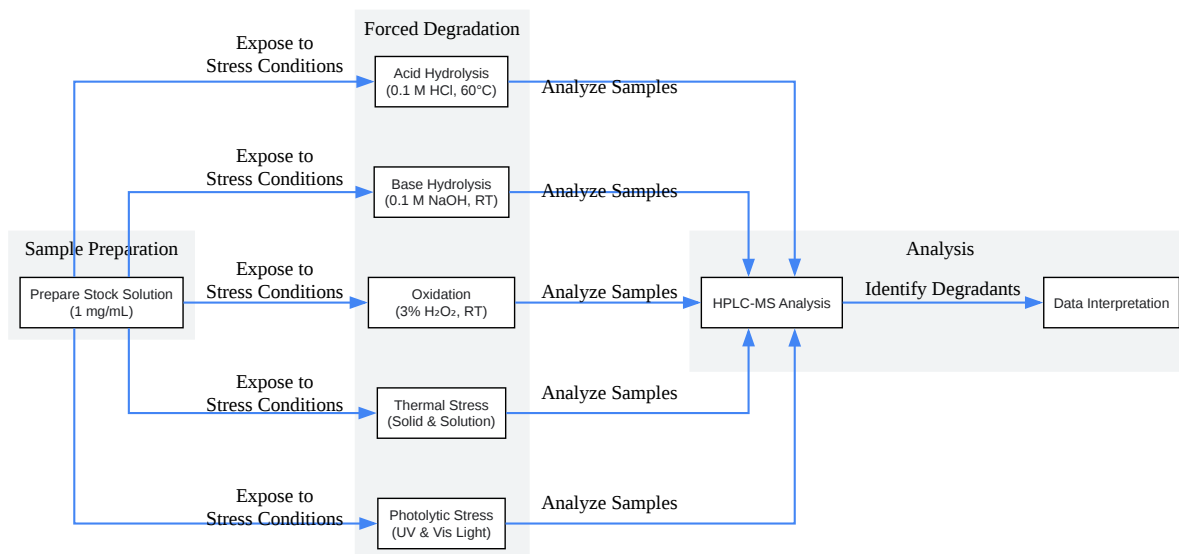 Forced Degradation
Expose to
Stress Conditions
Acid Hydrolysis
(0.1 M HCl, 60°C)
Analyze Samples
Expose to
Stress Conditions
Base Hydrolysis
(0.1 M NaOH, RT)
Analyze Samples
Sample Preparation
Prepare Stock Solution
(1 mg/mL)
Expose to
Stress Conditions
Oxidation
(3% H₂O₂, RT)
Analyze Samples
Analysis
HPLC-MS Analysis
Identify Degradants
Data Interpretation
Expose to
Stress Conditions
Thermal Stress
(Solid & Solution)
Analyze Samples
Expose to
Stress Conditions
Photolytic Stress
(UV & Vis Light)
Analyze Samples